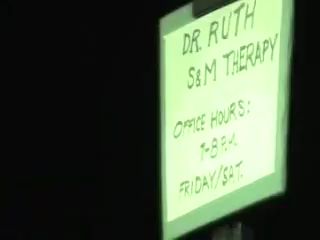 DR. RUTH
S&M THERAPY
OFFICE HOURS:
7-8 P.M.
FRIDAY/SAT.